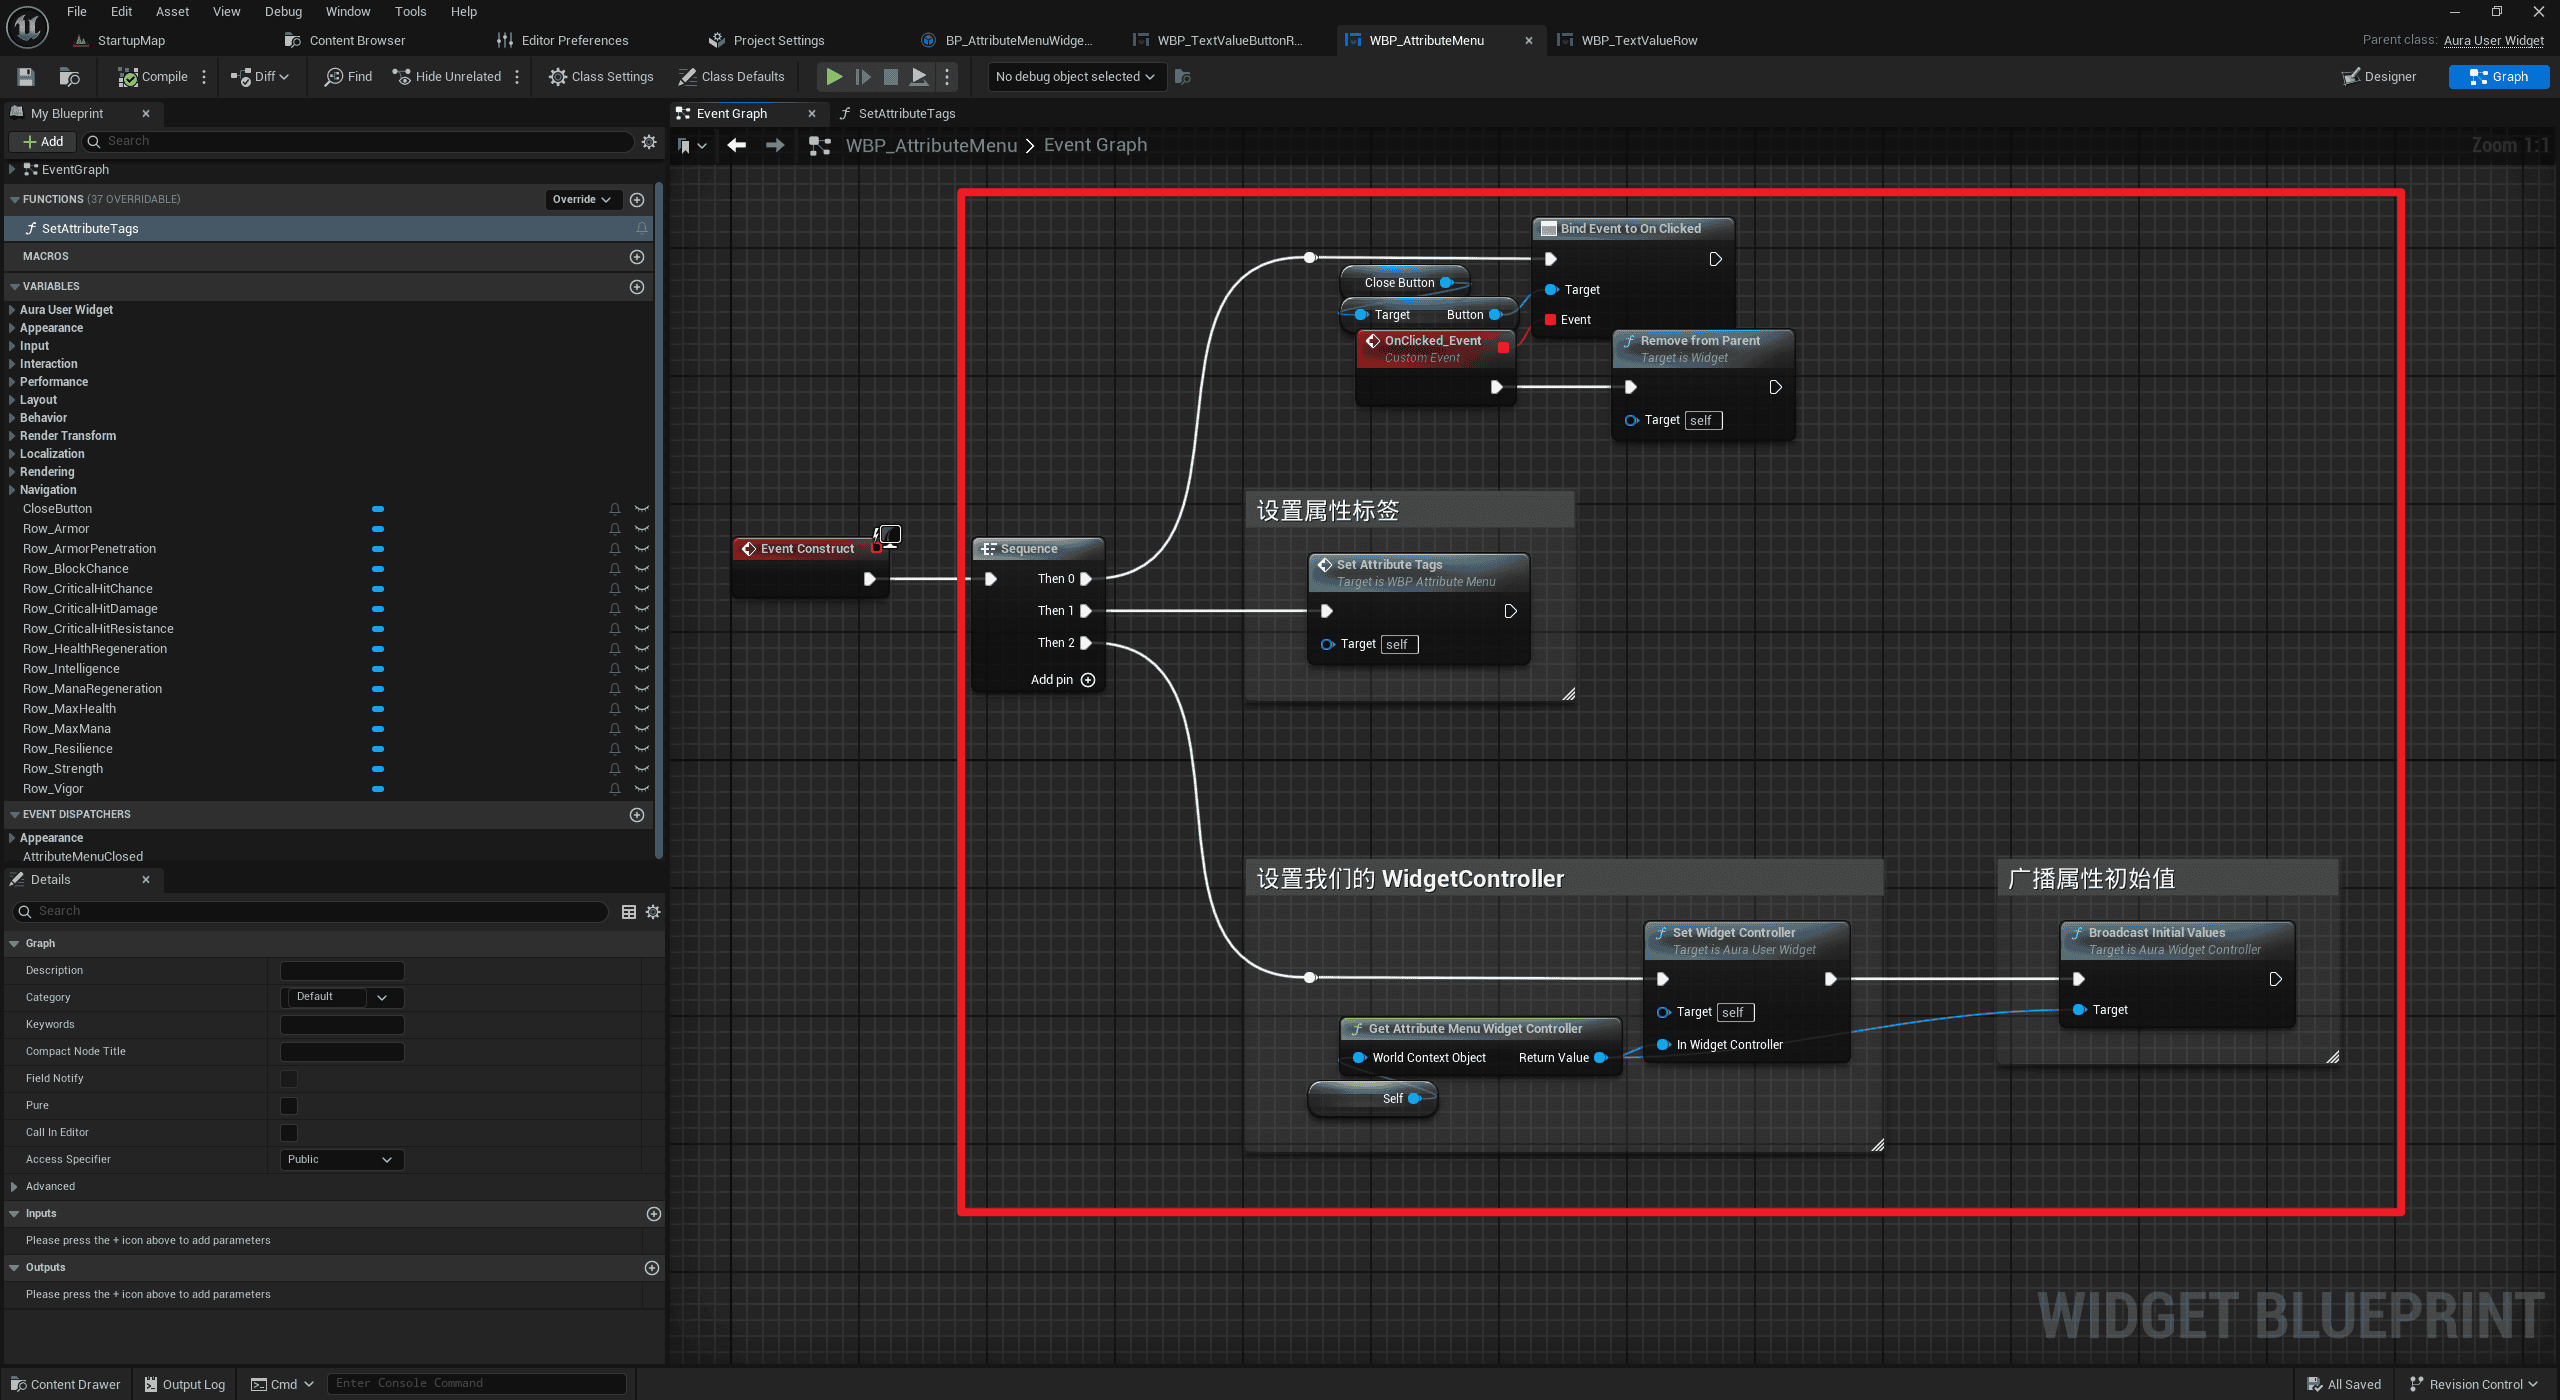 File Edit Asset View Debug Window Tools Help
StartupMap Content Browser Editor Preferences Project Settings BP_AttributeMenuWidge... WBP_TextValueButtonR... WBP_AttributeMenu WBP_TextValueRow Parent class: Aura User Widget
Compile Diff Find Hide Unrelated Class Settings Class Defaults No debug object selected Designer Graph
My Blueprint
Add Search
EventGraph
FUNCTIONS (37 OVERRIDABLE) Override
SetAttributeTags
MACROS
VARIABLES
Aura User Widget
Appearance
Input
Interaction
Performance
Layout
Behavior
Render Transform
Localization
Rendering
Navigation
CloseButton
Row_Armor
Row_ArmorPenetration
Row_BlockChance
Row_CriticalHitChance
Row_CriticalHitDamage
Row_CriticalHitResistance
Row_HealthRegeneration
Row_Intelligence
Row_ManaRegeneration
Row_MaxHealth
Row_MaxMana
Row_Resilience
Row_Strength
Row_Vigor
EVENT DISPATCHERS
Appearance
AttributeMenuClosed
Details
Search
Graph
Description
Category Default
Keywords
Compact Node Title
Field Notify
Pure
Call In Editor
Access Specifier Public
Advanced
Inputs
Please press the + icon above to add parameters
Outputs
Please press the + icon above to add parameters
Event Graph SetAttributeTags
WBP_AttributeMenu Event Graph Zoom 1:1
Bind Event to On Clicked
Target
Event
Close Button
Target Button
OnClicked_Event
Custom Event
Remove from Parent
Target is Widget
Target self
Event Construct
Sequence
Then 0
Then 1
Then 2
Add pin
设置属性标签
Set Attribute Tags
Target is WBP Attribute Menu
Target self
设置我们的 WidgetController
Set Widget Controller
Target is Aura User Widget
Target self
In Widget Controller
Get Attribute Menu Widget Controller
World Context Object Return Value
Self
广播属性初始值
Broadcast Initial Values
Target is Aura Widget Controller
Target
WIDGET BLUEPRINT
Content Drawer Output Log Cmd Enter Console Command All Saved Revision Control